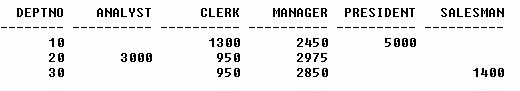 DEPTNO ANALYST CLERK MANAGER PRESIDENT SALESMAN
-------- --------- --------- --------- --------- ---------
10 1300 2450 5000
20 3000 950 2975
30 950 2850 1400